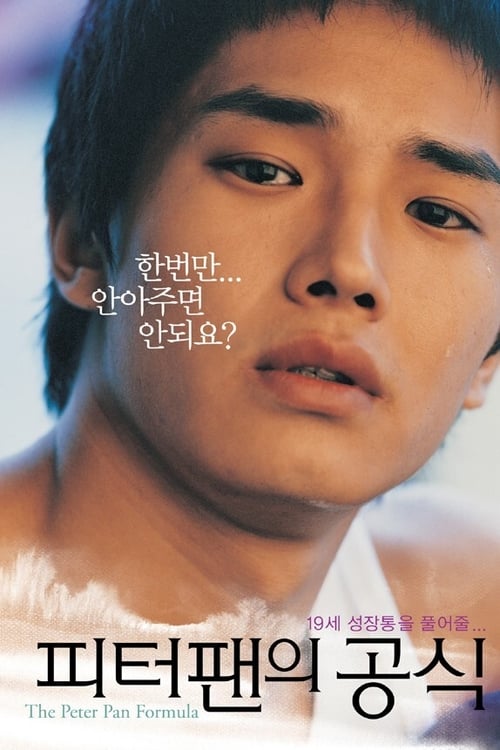 한번만...
안아주면
안되요?
19세 성장통을 풀어줄...
피터팬의 공식
The Peter Pan Formula